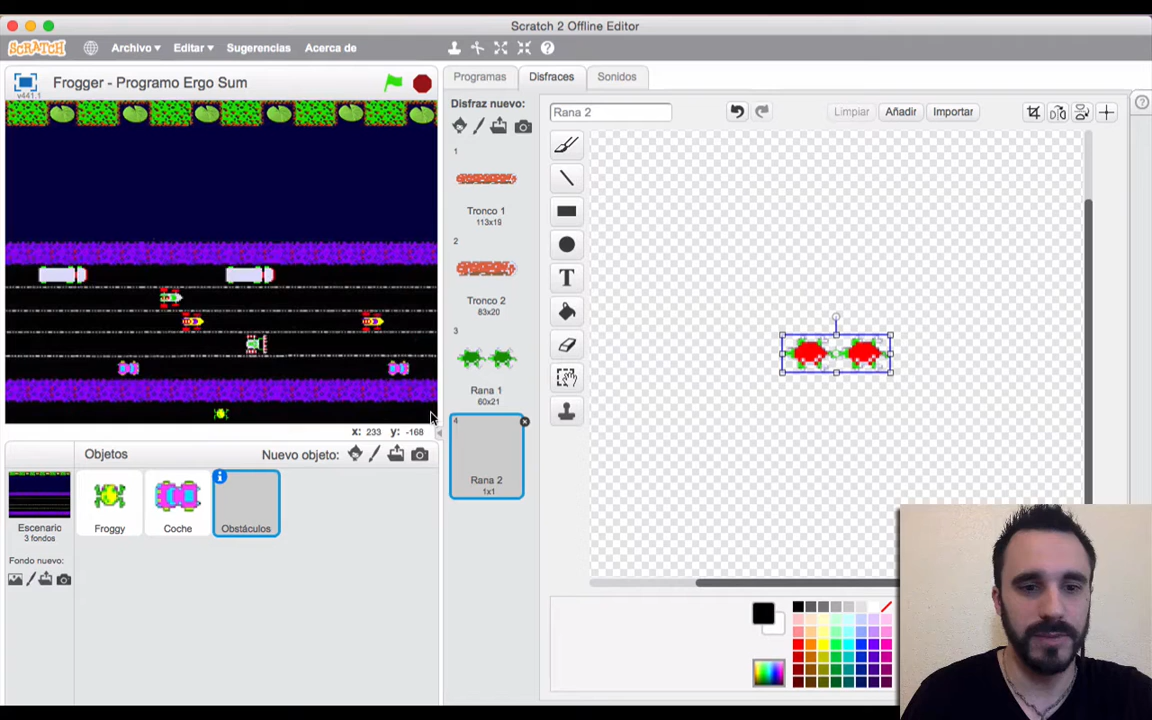 Scratch 2 Offline Editor
SCRATCH Archivo Editar Sugerencias Acerca de
v441.1 Frogger - Programo Ergo Sum
Programas Disfraces Sonidos
Disfraz nuevo:
Rana 2
Limpiar Añadir Importar
1
Tronco 1
113x19
2
Tronco 2
83x20
3
Rana 1
60x21
4
Rana 2
1x1
T
x: 233 y: -168
Objetos Nuevo objeto:
Escenario
3 fondos
Froggy
Coche
Obstáculos
Fondo nuevo: